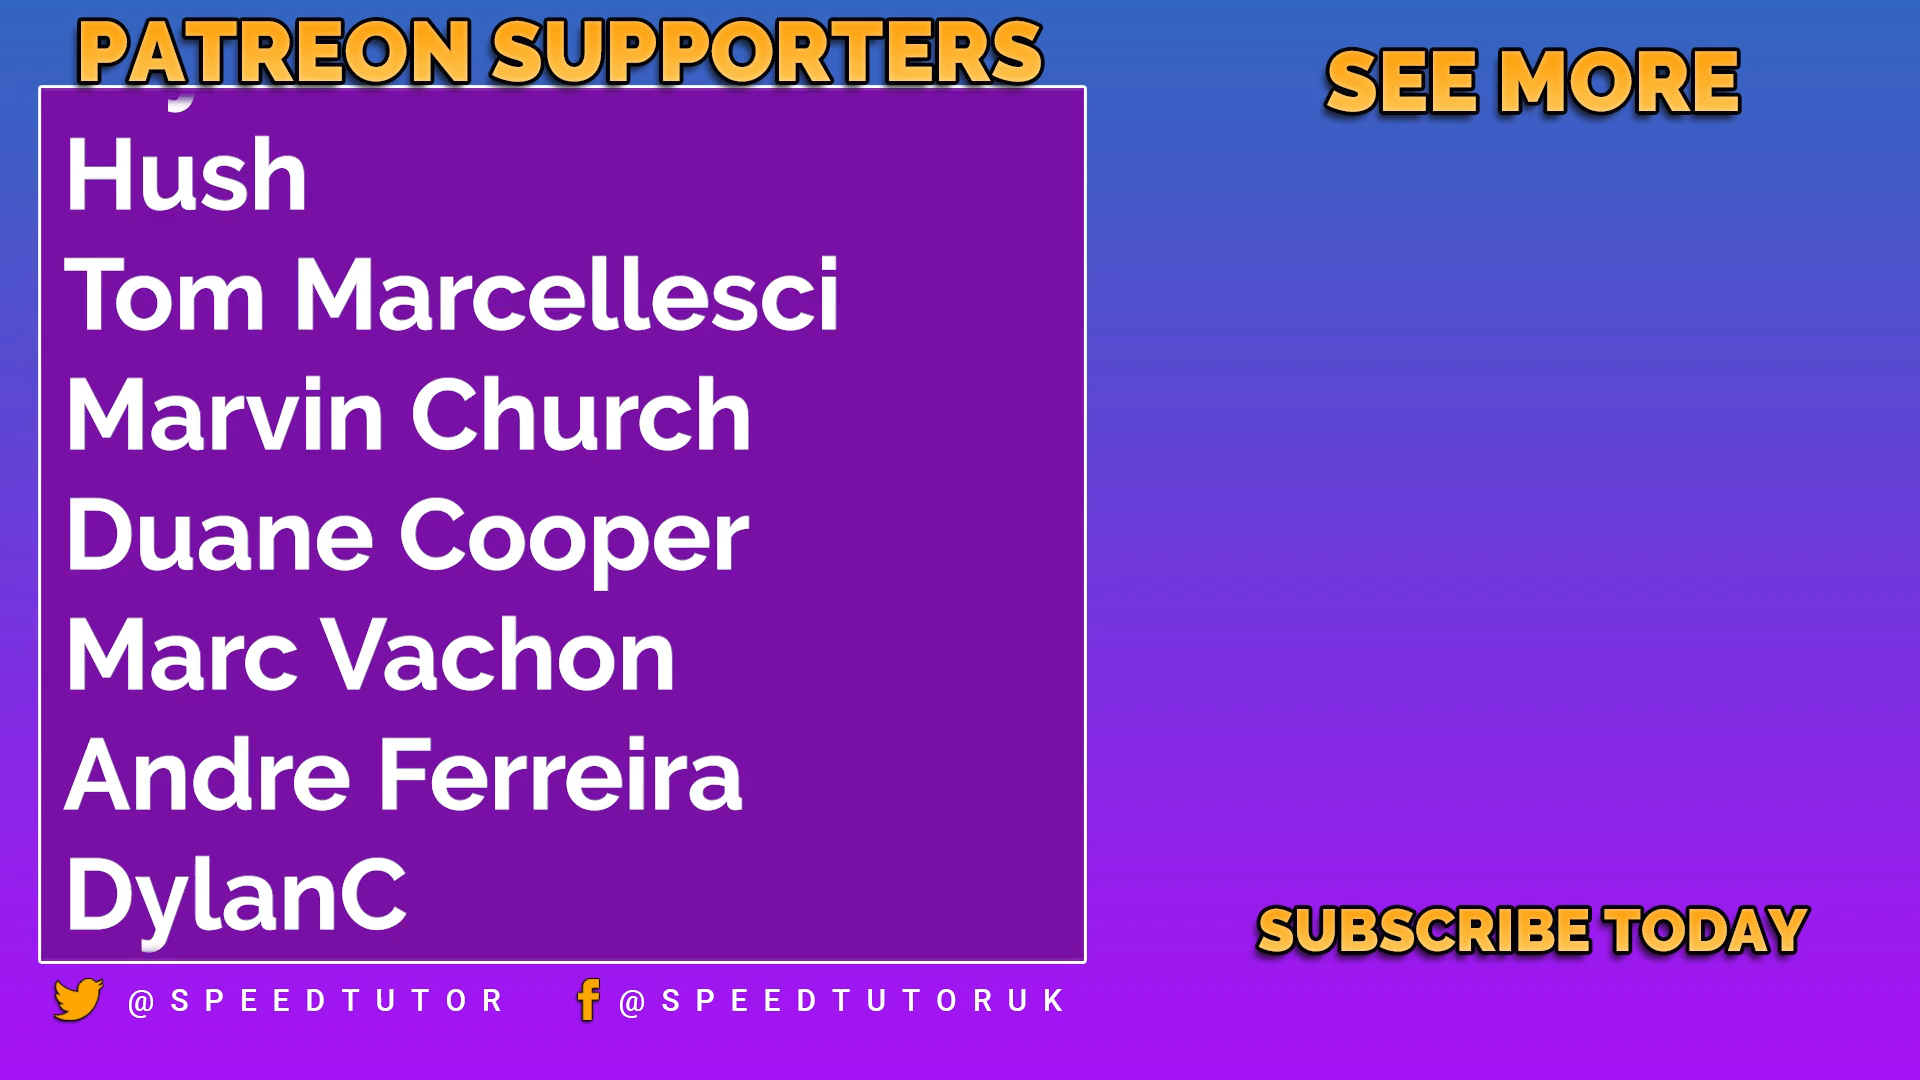 PATREON SUPPORTERS
SEE MORE
Hush
Tom Marcellesci
Marvin Church
Duane Cooper
Marc Vachon
Andre Ferreira
DylanC
SUBSCRIBE TODAY
@SPEEDTUTOR
@SPEEDTUTORUK